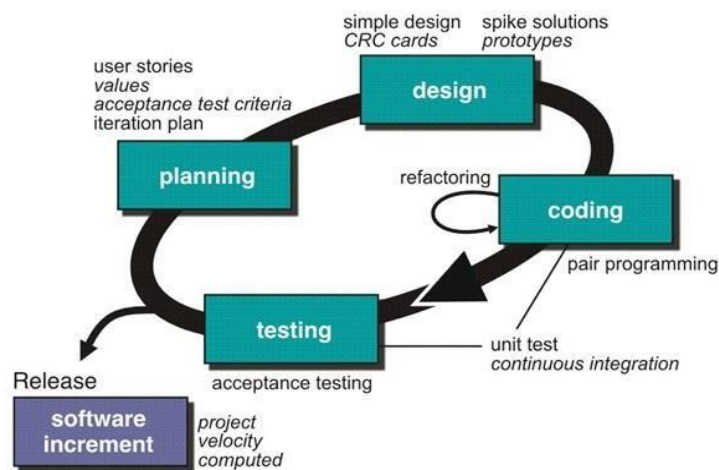 simple design
CRC cards
spike solutions
prototypes
user stories
values
acceptance test criteria
iteration plan
design
planning
refactoring
coding
pair programming
testing
unit test
continuous integration
acceptance testing
Release
software
increment
project
velocity
computed